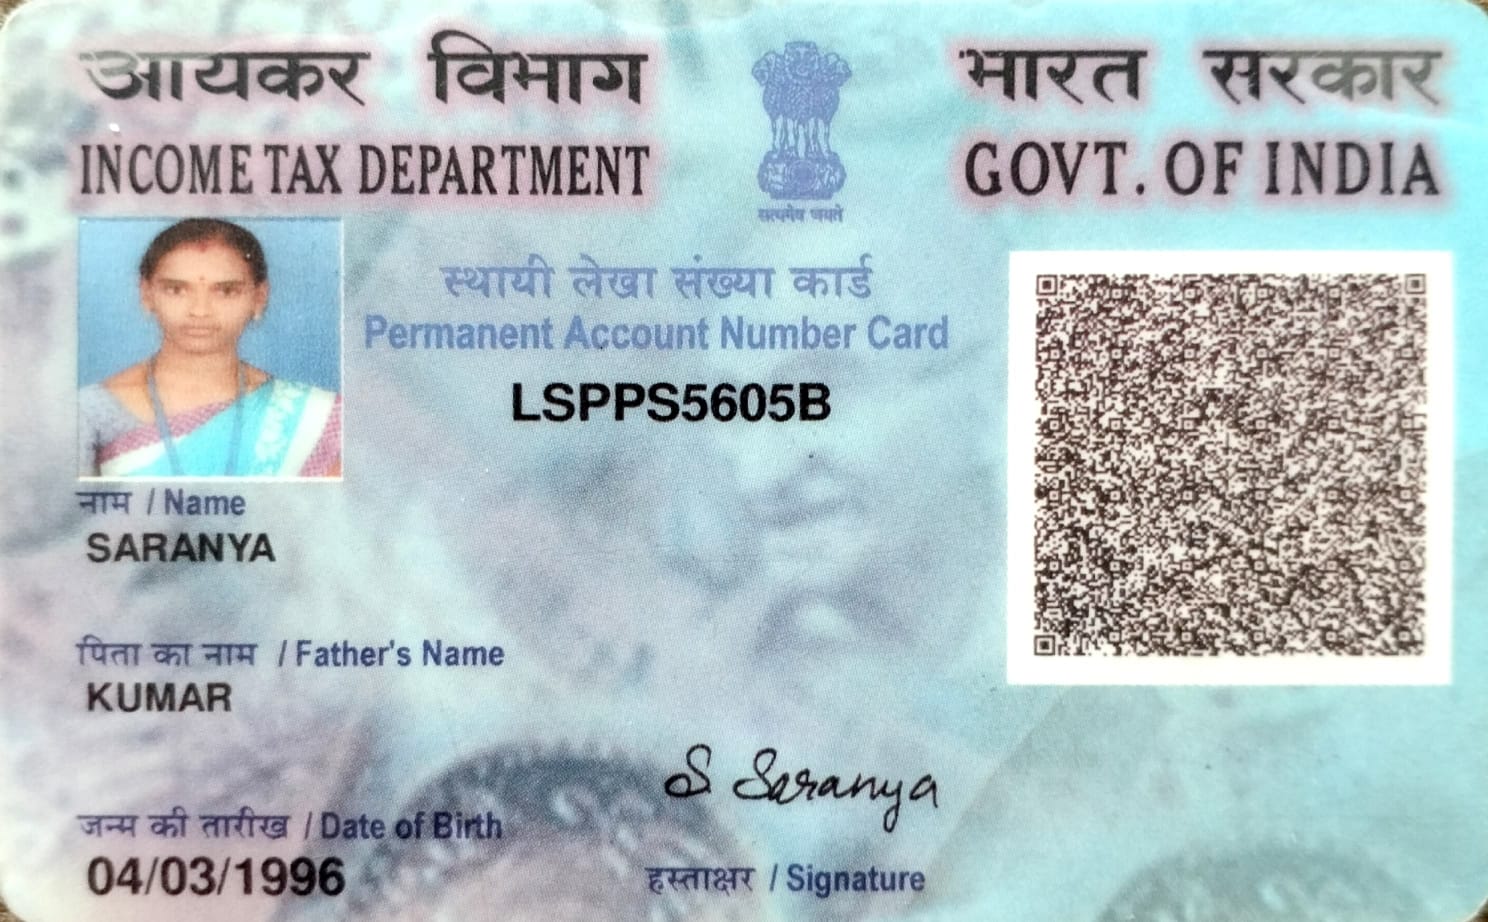 आयकर विभाग
INCOME TAX DEPARTMENT
भारत सरकार
GOVT. OF INDIA
सत्यमेव जयते
स्थायी लेखा संख्या कार्ड
Permanent Account Number Card
LSPPS5605B
नाम / Name
SARANYA
पिता का नाम / Father's Name
KUMAR
जन्म की तारीख / Date of Birth
04/03/1996
S Saranya
हस्ताक्षर / Signature